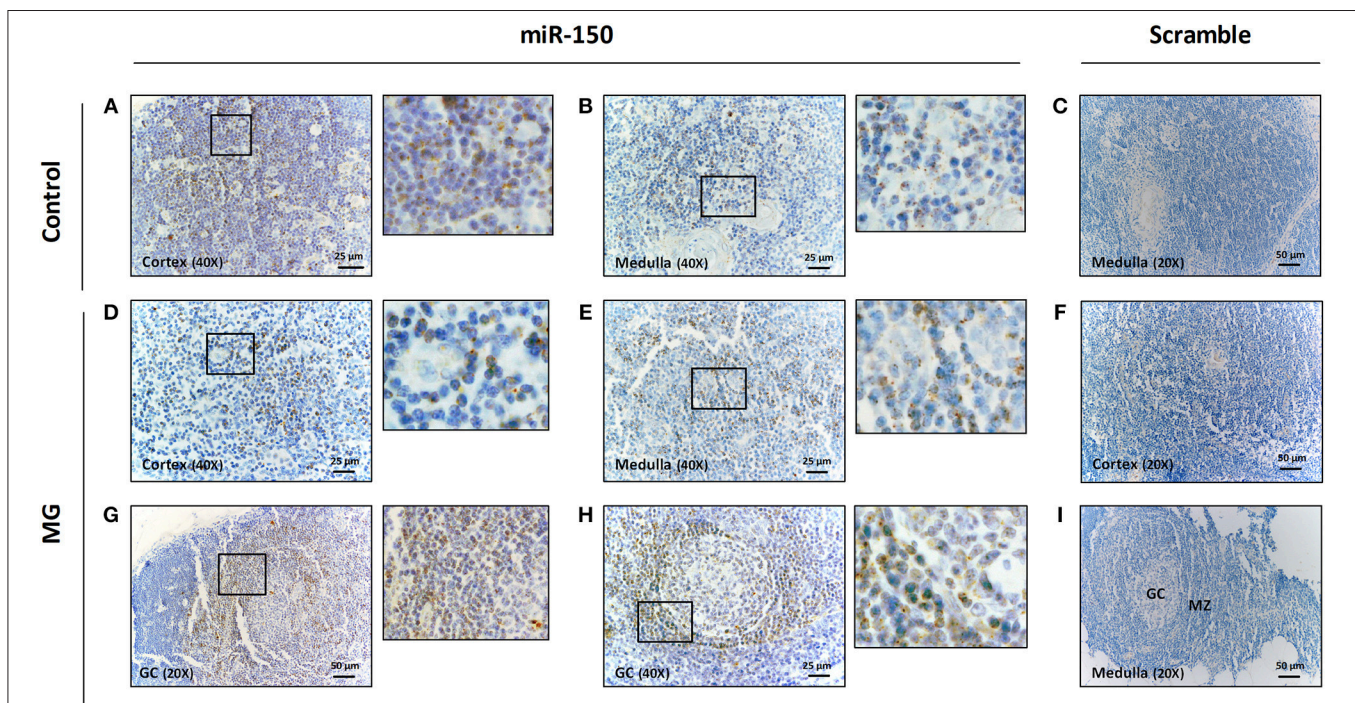 miR-150
Scramble
Control
A
Cortex (40X)
25 µm
B
Medulla (40X)
25 µm
C
Medulla (20X)
50 µm
MG
D
Cortex (40X)
25 µm
E
Medulla (40X)
25 µm
F
Cortex (20X)
50 µm
G
GC (20X)
50 µm
H
GC (40X)
25 µm
I
GC
MZ
Medulla (20X)
50 µm